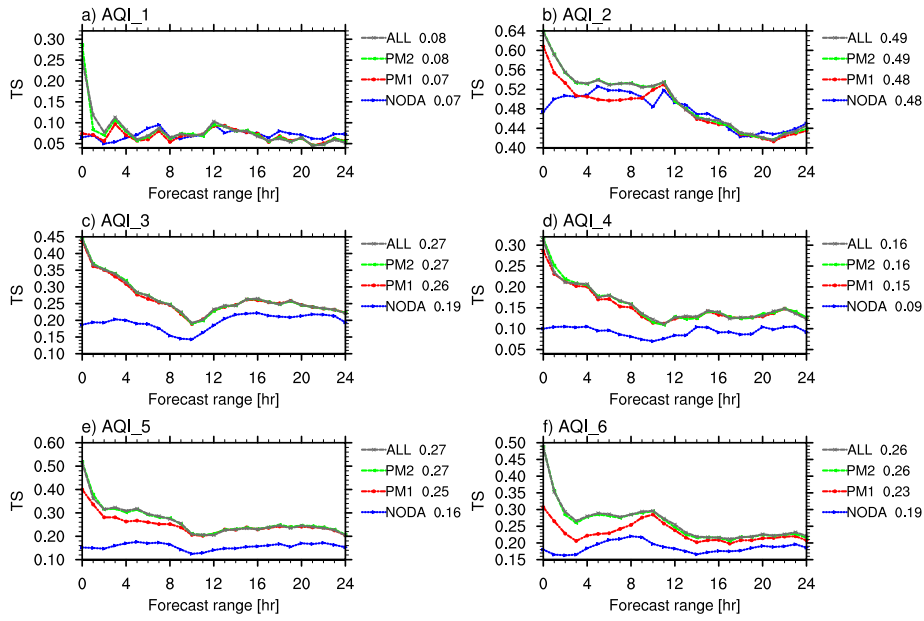 a) AQI_1
0.30
0.25
0.20
0.15
0.10
0.05
TS
0 4 8 12 16 20 24
Forecast range [hr]
ALL 0.08
PM2 0.08
PM1 0.07
NODA 0.07
b) AQI_2
0.64
0.60
0.56
0.52
0.48
0.44
0.40
TS
0 4 8 12 16 20 24
Forecast range [hr]
ALL 0.49
PM2 0.49
PM1 0.48
NODA 0.48
c) AQI_3
0.45
0.40
0.35
0.30
0.25
0.20
0.15
0.10
TS
0 4 8 12 16 20 24
Forecast range [hr]
ALL 0.27
PM2 0.27
PM1 0.26
NODA 0.19
d) AQI_4
0.30
0.25
0.20
0.15
0.10
0.05
TS
0 4 8 12 16 20 24
Forecast range [hr]
ALL 0.16
PM2 0.16
PM1 0.15
NODA 0.09
e) AQI_5
0.60
0.50
0.40
0.30
0.20
0.10
TS
0 4 8 12 16 20 24
Forecast range [hr]
ALL 0.27
PM2 0.27
PM1 0.25
NODA 0.16
f) AQI_6
0.50
0.45
0.40
0.35
0.30
0.25
0.20
0.15
TS
0 4 8 12 16 20 24
Forecast range [hr]
ALL 0.26
PM2 0.26
PM1 0.23
NODA 0.19